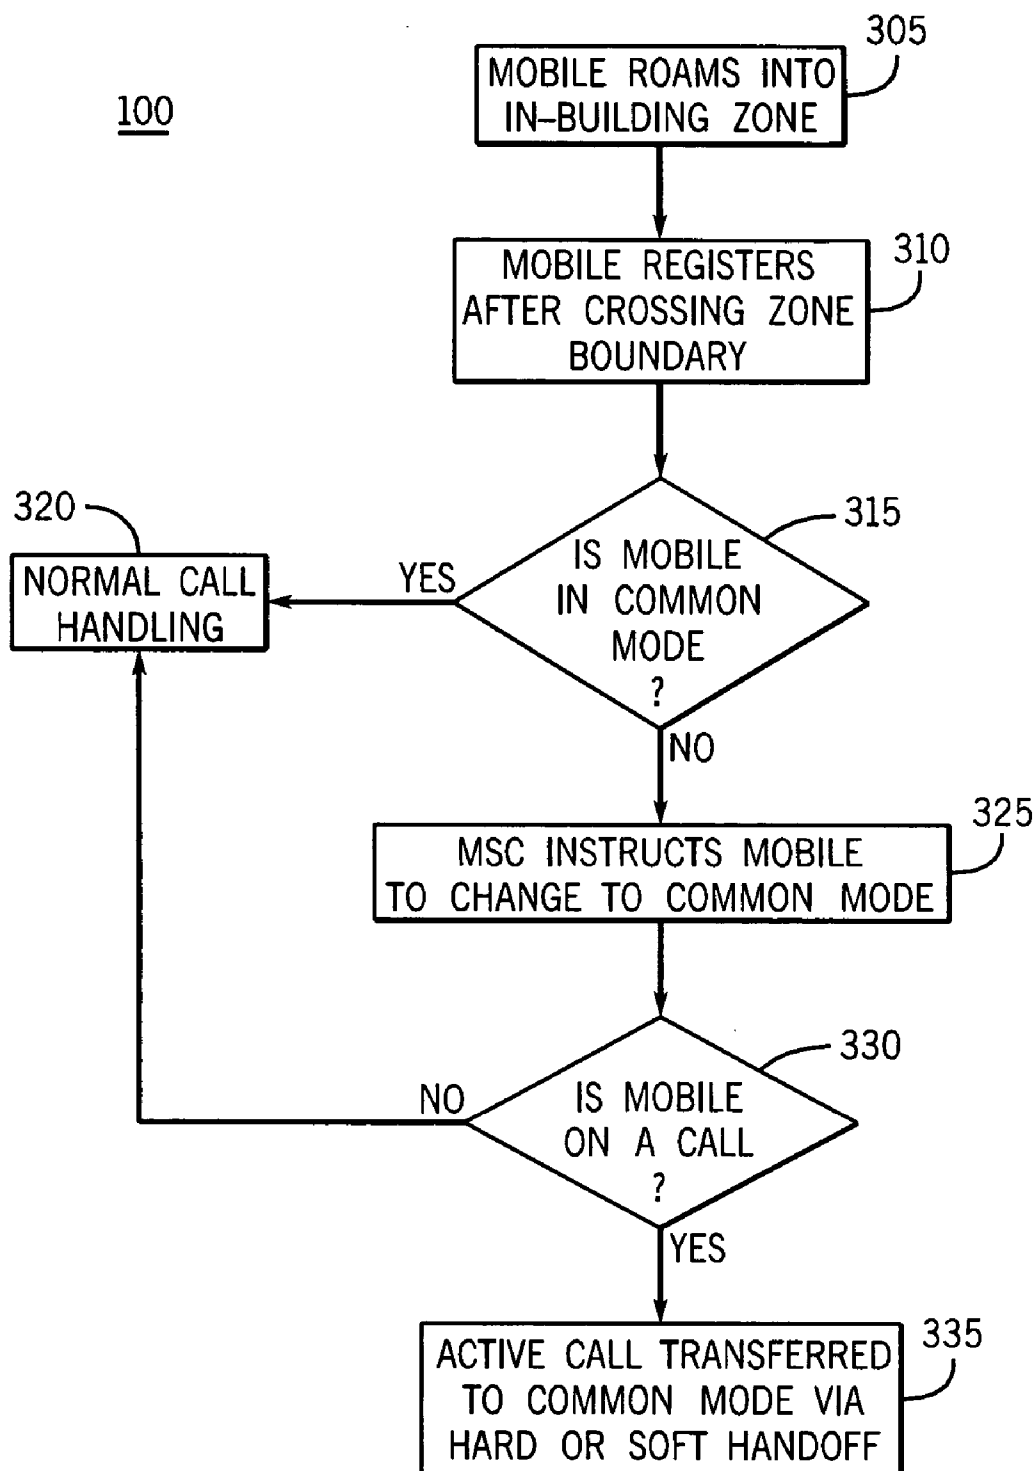 305
MOBILE ROAMS INTO
IN-BUILDING ZONE
100
310
MOBILE REGISTERS
AFTER CROSSING ZONE
BOUNDARY
315
IS MOBILE
IN COMMON
MODE
?
YES
320
NORMAL CALL
HANDLING
NO
325
MSC INSTRUCTS MOBILE
TO CHANGE TO COMMON MODE
330
IS MOBILE
ON A CALL
?
NO
YES
335
ACTIVE CALL TRANSFERRED
TO COMMON MODE VIA
HARD OR SOFT HANDOFF